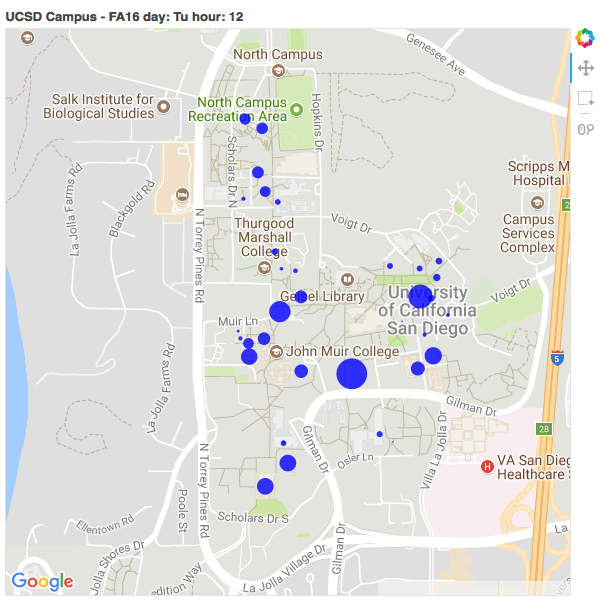 UCSD Campus - FA16 day: Tu hour: 12
Genesee Ave
North Campus
Salk Institute for
Biological Studies
North Campus
Recreation Area
Hopkins Dr
Scholars Dr N
La Jolla Farms Rd
Blackgold Rd
Scripps M
Hospital
2
Campus
Services
Complex
N Torrey Pines Rd
Voigt Dr
Thurgood
Marshall
College
Geisel Library
University
of California
San Diego
Voigt Dr
Muir Ln
John Muir College
5
La Jolla Farms Rd
Gilman Dr
28
Gilman Dr
Villa La Jolla Dr
Osler Ln
VA San Dieg
Healthcare
H
N Torrey Pines Rd
Poole St
Ellentown Rd
Scholars Dr S
La Jolla Shores Dr
Gilman Dr
La
La Jolla Village Dr
edition Way
Google